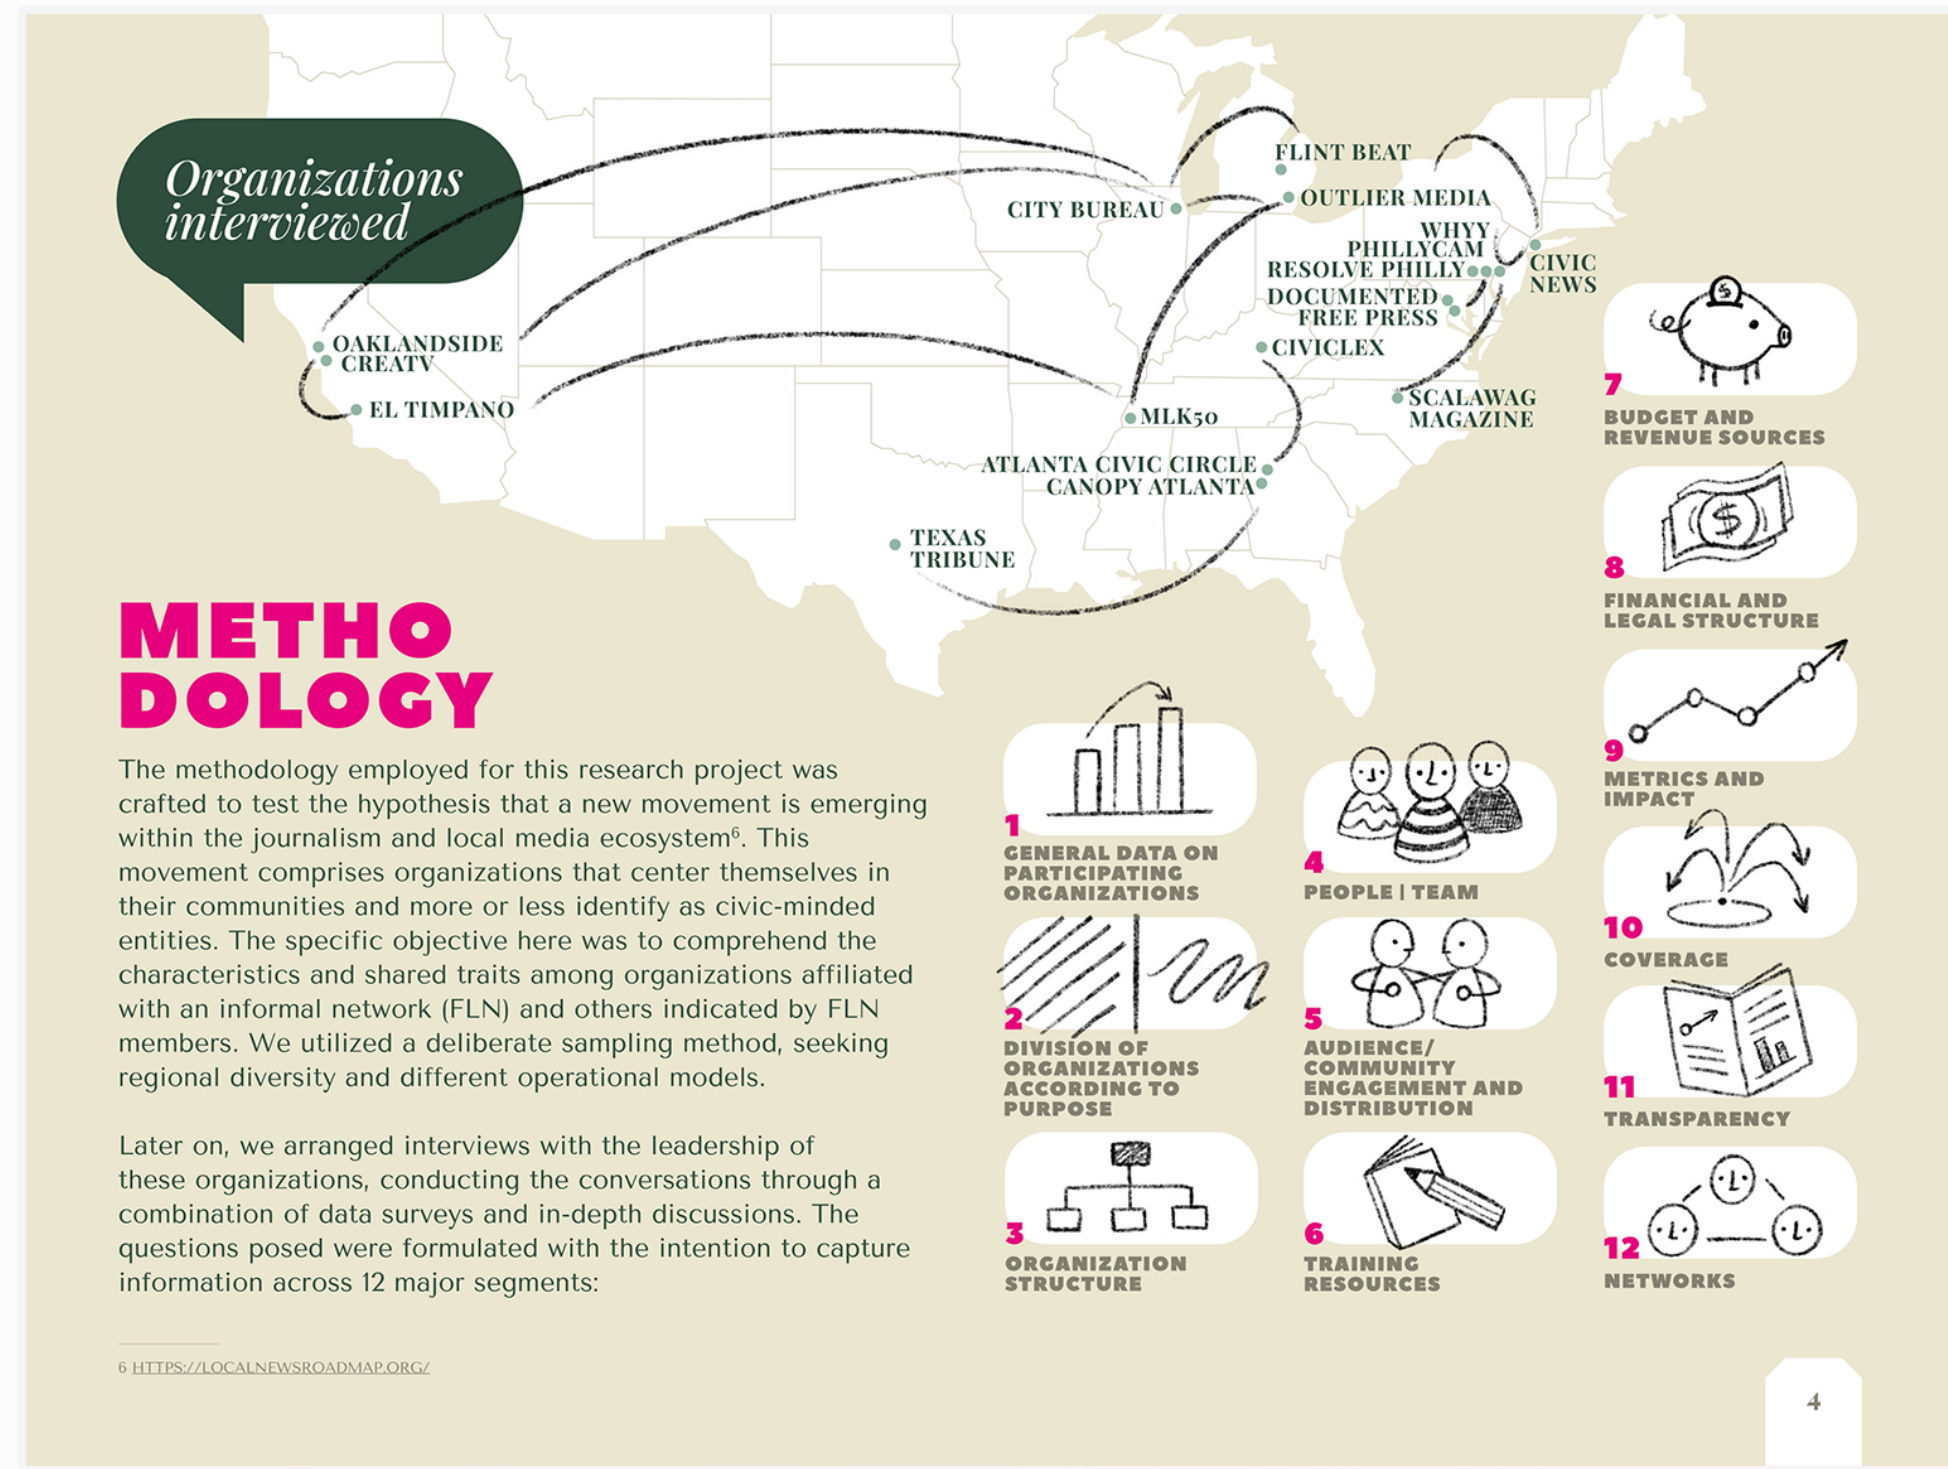 Organizations
interviewed
FLINT BEAT
OUTLIER MEDIA
CITY BUREAU
WHYY
PHILLYCAM
RESOLVE PHILLY
CIVIC
NEWS
DOCUMENTED
FREE PRESS
OAKLANDSIDE
CREATV
CIVICLEX
EL TIMPANO
SCALAWAG
MAGAZINE
MLK50
ATLANTA CIVIC CIRCLE
CANOPY ATLANTA
TEXAS
TRIBUNE
METHO
DOLOGY
The methodology employed for this research project was
crafted to test the hypothesis that a new movement is emerging
within the journalism and local media ecosystem⁶. This
movement comprises organizations that center themselves in
their communities and more or less identify as civic-minded
entities. The specific objective here was to comprehend the
characteristics and shared traits among organizations affiliated
with an informal network (FLN) and others indicated by FLN
members. We utilized a deliberate sampling method, seeking
regional diversity and different operational models.
Later on, we arranged interviews with the leadership of
these organizations, conducting the conversations through a
combination of data surveys and in-depth discussions. The
questions posed were formulated with the intention to capture
information across 12 major segments:
1
GENERAL DATA ON
PARTICIPATING
ORGANIZATIONS
2
DIVISION OF
ORGANIZATIONS
ACCORDING TO
PURPOSE
3
ORGANIZATION
STRUCTURE
4
PEOPLE | TEAM
5
AUDIENCE/
COMMUNITY
ENGAGEMENT AND
DISTRIBUTION
6
TRAINING
RESOURCES
$
7
BUDGET AND
REVENUE SOURCES
$
8
FINANCIAL AND
LEGAL STRUCTURE
9
METRICS AND
IMPACT
10
COVERAGE
11
TRANSPARENCY
12
NETWORKS
6 HTTPS://LOCALNEWSROADMAP.ORG/
4